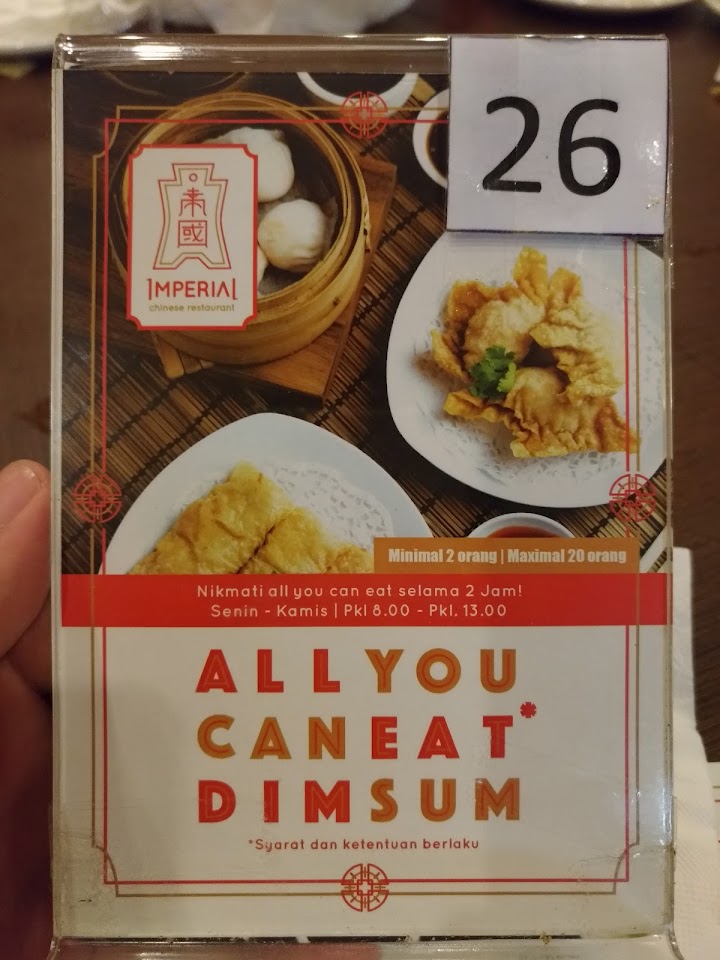 26
IMPERIAL
chinese restaurant
Minimal 2 orang | Maximal 20 orang
Nikmati all you can eat selama 2 Jam!
Senin - Kamis | Pkl 8.00 - Pkl. 13.00
ALL YOU
CAN EAT*
DIMSUM
*Syarat dan ketentuan berlaku